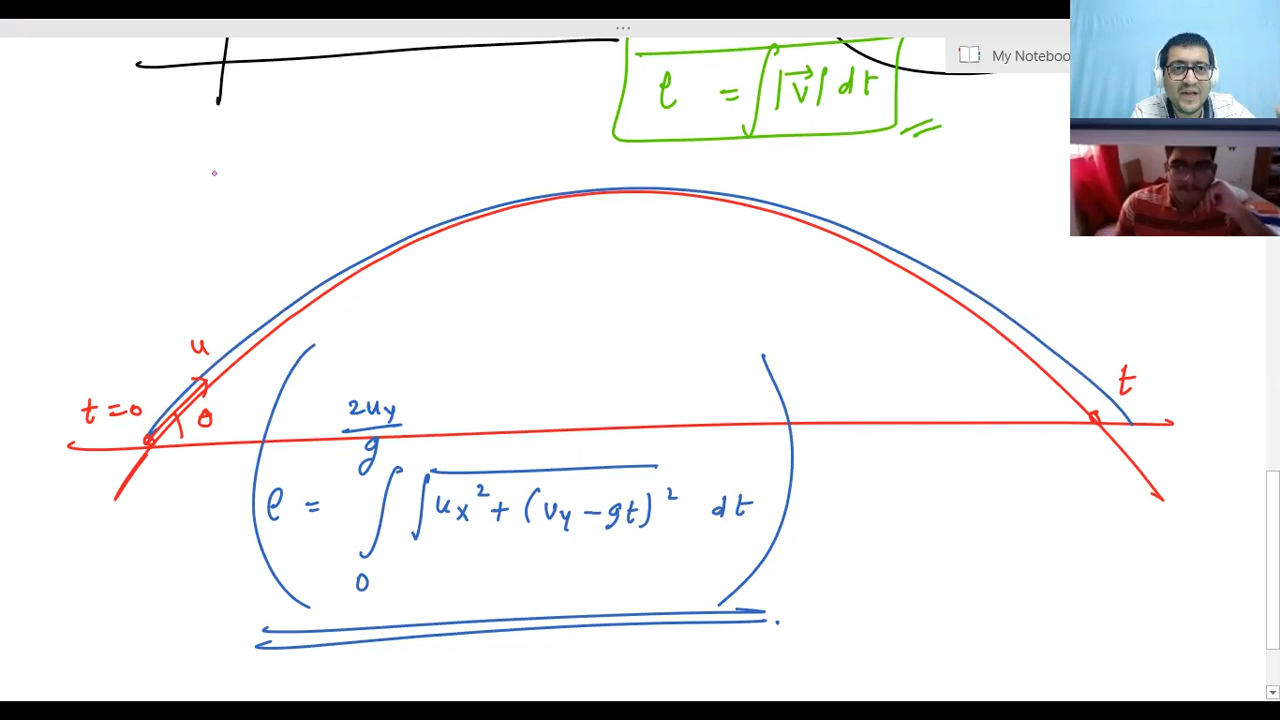 My Noteboo
ℓ = ∫|v⃗| dt
u
t=0
θ
t
ℓ = ∫₀^(2uy/g) √(ux² + (vy − gt)²) dt